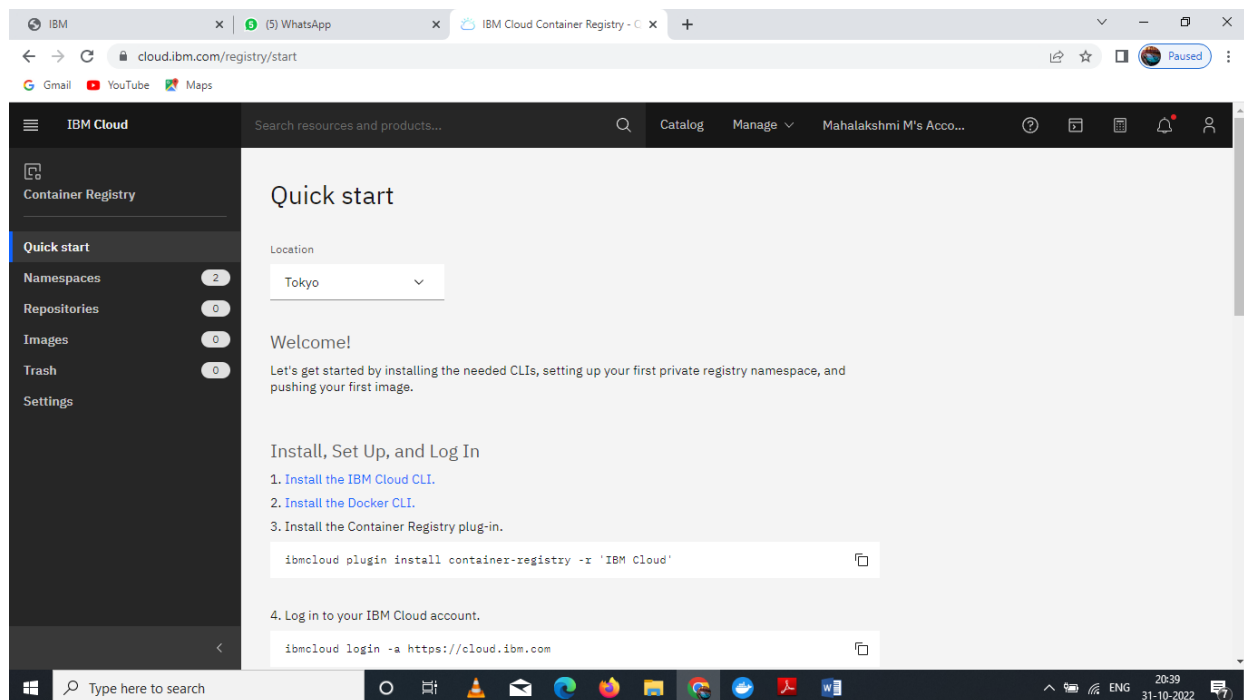 IBM
(5) WhatsApp
IBM Cloud Container Registry - C
cloud.ibm.com/registry/start
Paused
Gmail YouTube Maps
IBM Cloud
Search resources and products...
Catalog Manage Mahalakshmi M's Acco...
Container Registry
Quick start
Namespaces 2
Repositories 0
Images 0
Trash 0
Settings
Quick start
Location
Tokyo
Welcome!
Let's get started by installing the needed CLIs, setting up your first private registry namespace, and
pushing your first image.
Install, Set Up, and Log In
1. Install the IBM Cloud CLI.
2. Install the Docker CLI.
3. Install the Container Registry plug-in.
ibmcloud plugin install container-registry -r 'IBM Cloud'
4. Log in to your IBM Cloud account.
ibmcloud login -a https://cloud.ibm.com
Type here to search
ENG
20:39
31-10-2022
7